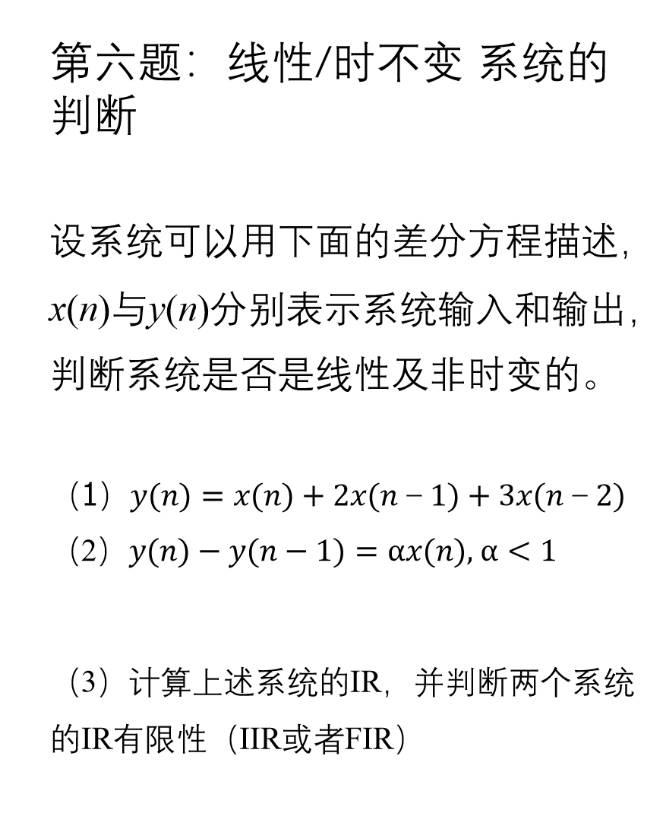 第六题：线性/时不变 系统的
判断
设系统可以用下面的差分方程描述，
x(n)与y(n)分别表示系统输入和输出，
判断系统是否是线性及非时变的。
（1）y(n) = x(n) + 2x(n − 1) + 3x(n − 2)
（2）y(n) − y(n − 1) = αx(n), α < 1
（3）计算上述系统的IR，并判断两个系统
的IR有限性（IIR或者FIR）